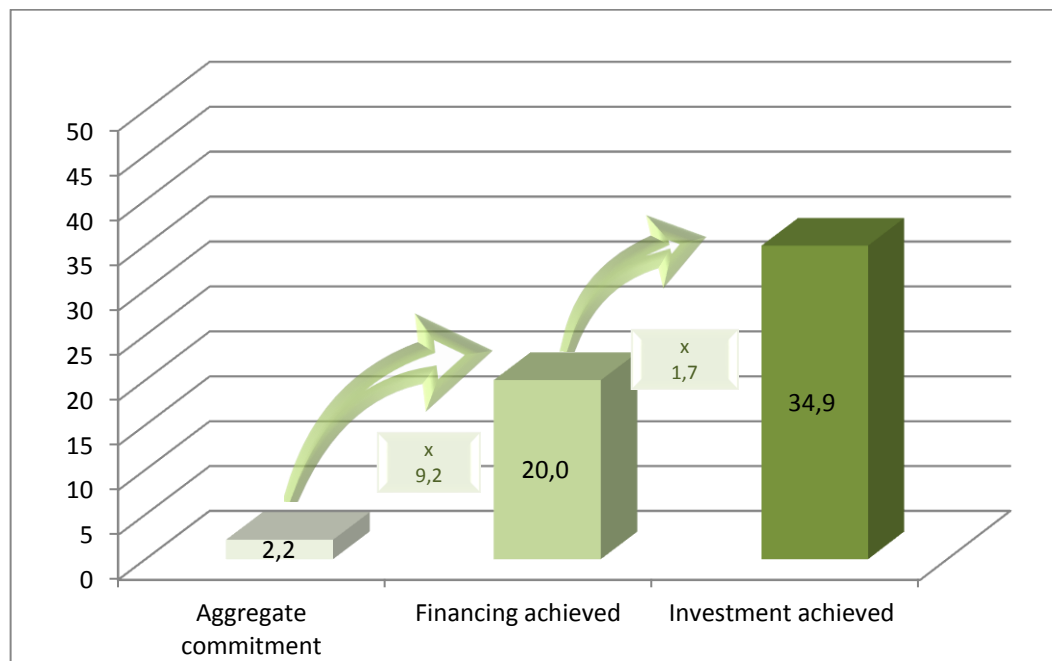 50
45
40
35
30
25
20
15
10
5
0
x
9,2
x
1,7
2,2
20,0
34,9
Aggregate
commitment
Financing achieved
Investment achieved